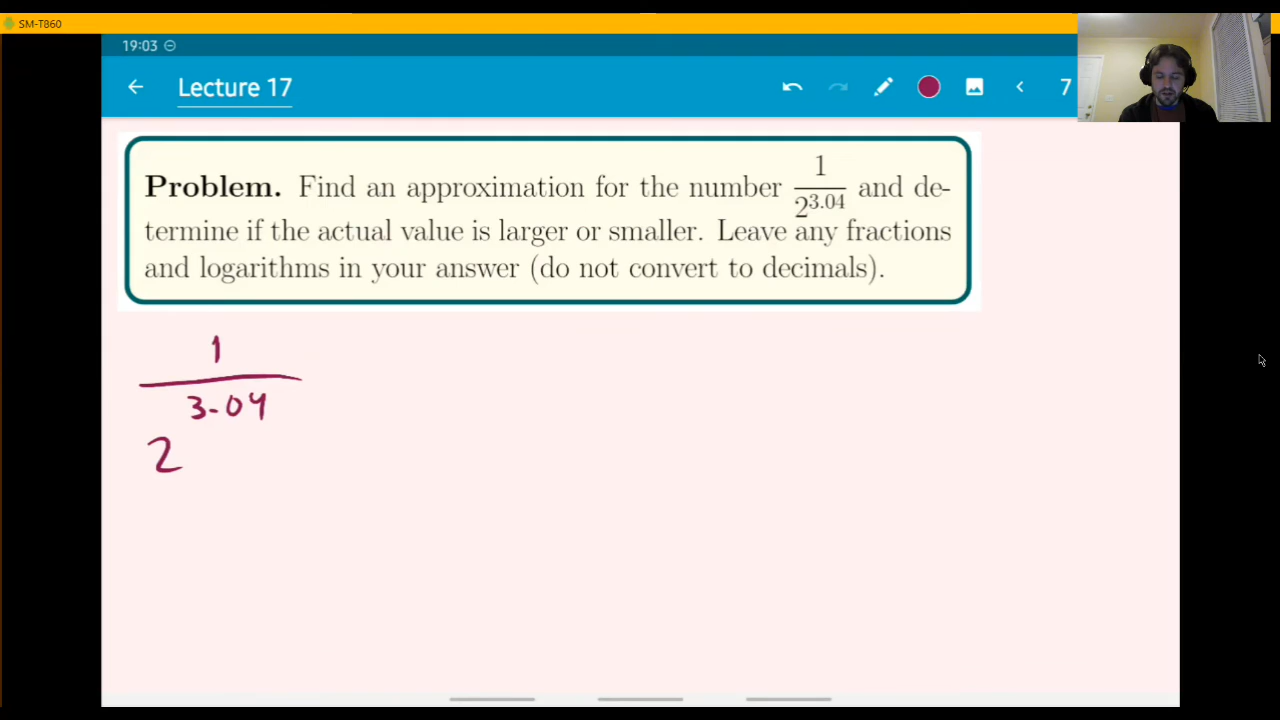 SM-T860
19:03
Lecture 17
7
Problem. Find an approximation for the number \frac{1}{2^{3.04}} and de-
termine if the actual value is larger or smaller. Leave any fractions
and logarithms in your answer (do not convert to decimals).
1
3.04
2